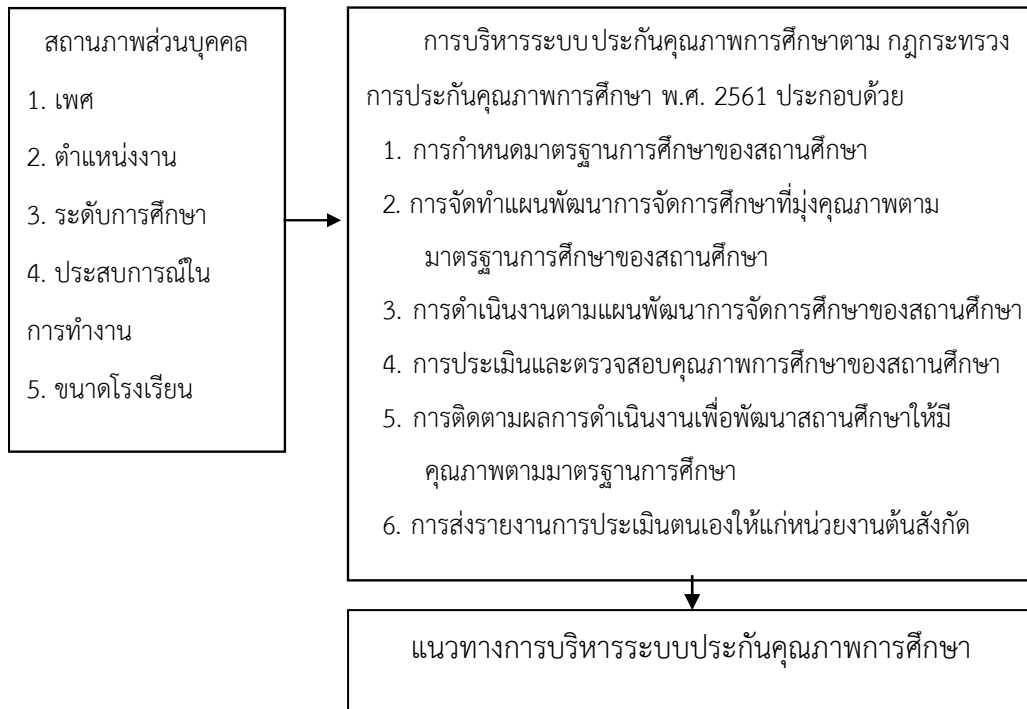 สถานภาพส่วนบุคคล
1. เพศ
2. ตำแหน่งงาน
3. ระดับการศึกษา
4. ประสบการณ์ใน
การทำงาน
5. ขนาดโรงเรียน
การบริหารระบบประกันคุณภาพการศึกษาตาม กฎกระทรวง
การประกันคุณภาพการศึกษา พ.ศ. 2561 ประกอบด้วย
1. การกำหนดมาตรฐานการศึกษาของสถานศึกษา
2. การจัดทำแผนพัฒนาการจัดการศึกษาที่มุ่งคุณภาพตาม
มาตรฐานการศึกษาของสถานศึกษา
3. การดำเนินงานตามแผนพัฒนาการจัดการศึกษาของสถานศึกษา
4. การประเมินและตรวจสอบคุณภาพการศึกษาของสถานศึกษา
5. การติดตามผลการดำเนินงานเพื่อพัฒนาสถานศึกษาให้มี
คุณภาพตามมาตรฐานการศึกษา
6. การส่งรายงานการประเมินตนเองให้แก่หน่วยงานต้นสังกัด
แนวทางการบริหารระบบประกันคุณภาพการศึกษา